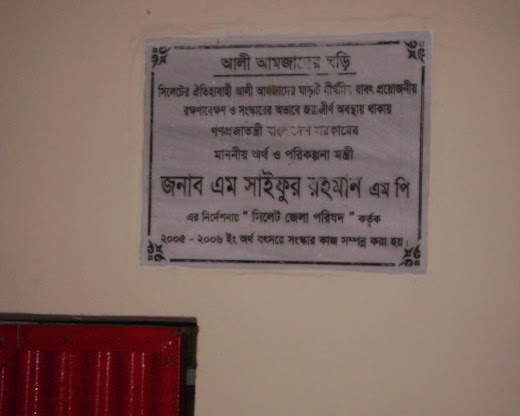 আলী আমজাদের ঘড়ি
সিলেটের ঐতিহ্যবাহী আলী আমজাদের ঘড়িটি দীর্ঘদিন যাবৎ প্রয়োজনীয়
রক্ষণাবেক্ষণ ও সংস্কারের অভাবে জরাজীর্ণ অবস্থায় থাকায়
গণপ্রজাতন্ত্রী বাংলাদেশ সরকারের
মাননীয় অর্থ ও পরিকল্পনা মন্ত্রী
জনাব এম সাইফুর রহমান এম পি
এর নির্দেশনায় " সিলেট জেলা পরিষদ " কর্তৃক
২০০৫ - ২০০৬ ইং অর্থ বৎসরে সংস্কার কাজ সম্পন্ন করা হয়।